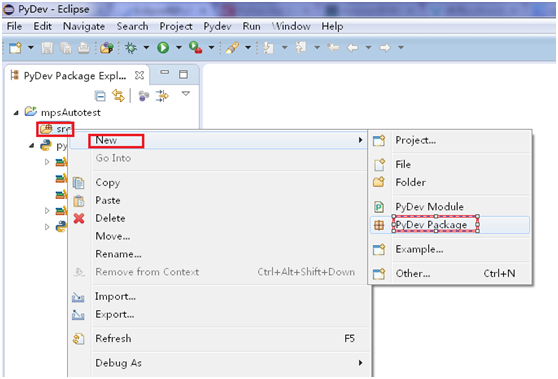 PyDev - Eclipse
File Edit Navigate Search Project Pydev Run Window Help
PyDev Package Expl...
mpsAutotest
src
py
New
Go Into
Copy
Paste
Delete
Move...
Rename...
Remove from Context Ctrl+Alt+Shift+Down
Import...
Export...
Refresh F5
Debug As
Project...
File
Folder
PyDev Module
PyDev Package
Example...
Other... Ctrl+N